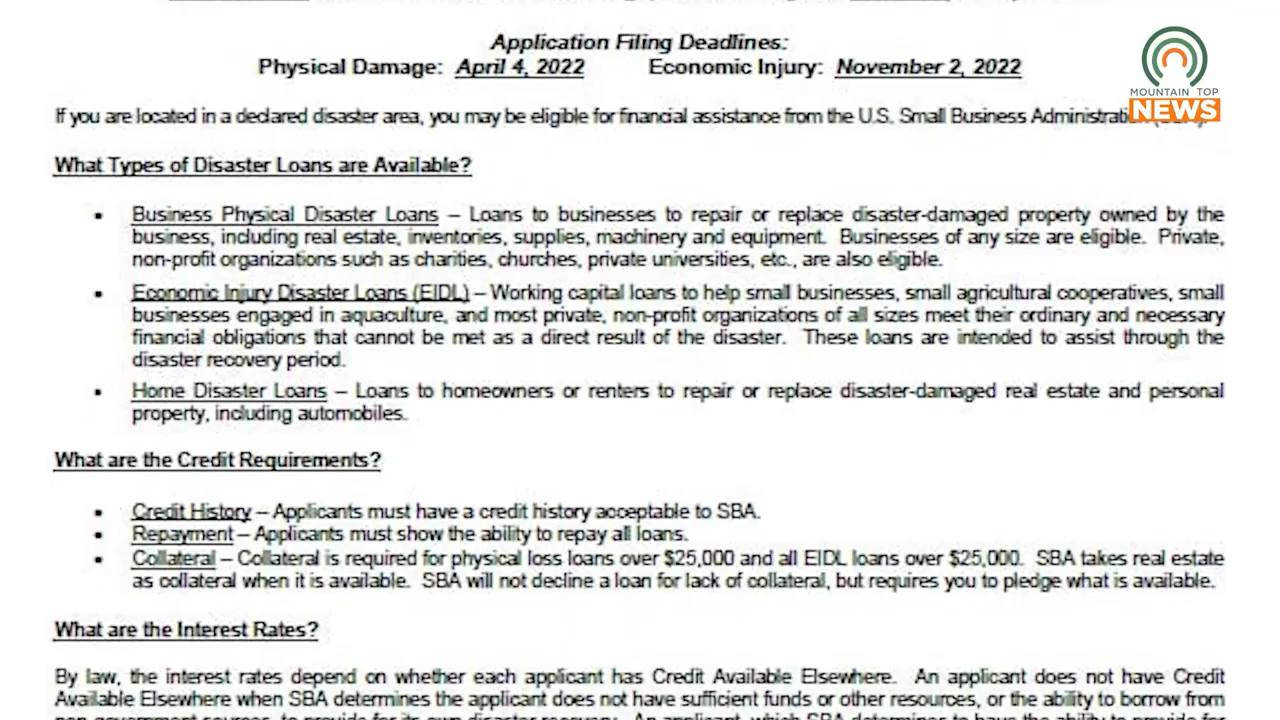 Application Filing Deadlines:
Physical Damage: April 4, 2022 Economic Injury: November 2, 2022
MOUNTAIN TOP
NEWS
If you are located in a declared disaster area, you may be eligible for financial assistance from the U.S. Small Business
What Types of Disaster Loans are Available?
• Business Physical Disaster Loans – Loans to businesses to repair or replace disaster-damaged property owned by the
business, including real estate, inventories, supplies, machinery and equipment. Businesses of any size are eligible. Private,
non-profit organizations such as charities, churches, private universities, etc., are also eligible.
• Economic Injury Disaster Loans (EIDL) – Working capital loans to help small businesses, small agricultural cooperatives, small
businesses engaged in aquaculture, and most private, non-profit organizations of all sizes meet their ordinary and necessary
financial obligations that cannot be met as a direct result of the disaster. These loans are intended to assist through the
disaster recovery period.
• Home Disaster Loans – Loans to homeowners or renters to repair or replace disaster-damaged real estate and personal
property, including automobiles.
What are the Credit Requirements?
• Credit History – Applicants must have a credit history acceptable to SBA.
• Repayment – Applicants must show the ability to repay all loans.
• Collateral – Collateral is required for physical loss loans over $25,000 and all EIDL loans over $25,000. SBA takes real estate
as collateral when it is available. SBA will not decline a loan for lack of collateral, but requires you to pledge what is available.
What are the Interest Rates?
By law, the interest rates depend on whether each applicant has Credit Available Elsewhere. An applicant does not have Credit
Available Elsewhere when SBA determines the applicant does not have sufficient funds or other resources, or the ability to borrow from